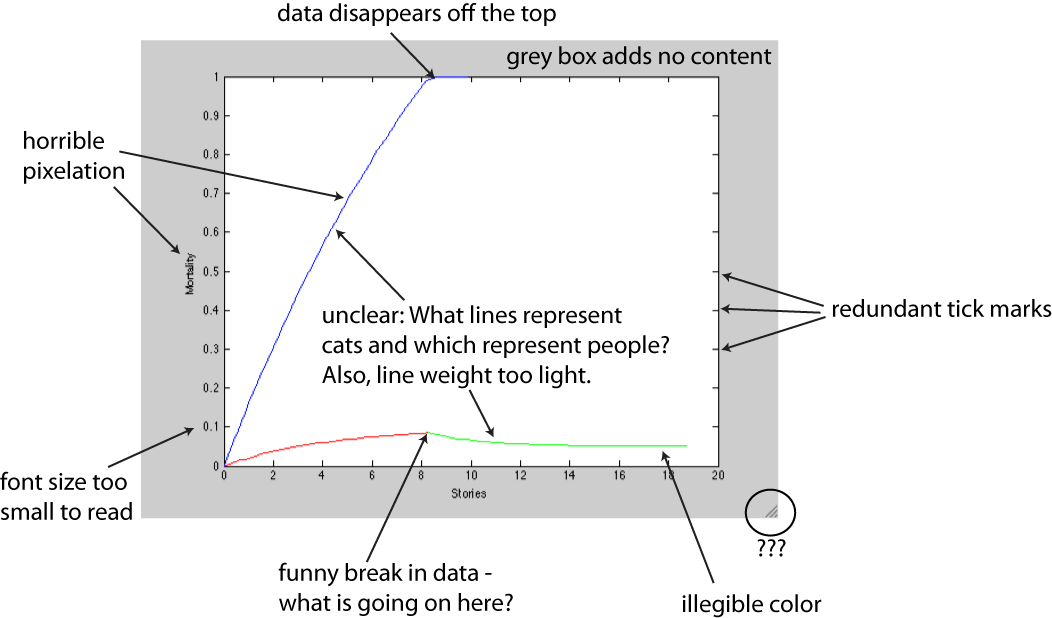 data disappears off the top
grey box adds no content
1
0.9
0.8
0.7
0.6
0.5
0.4
0.3
0.2
0.1
0
Mortality
0
2
4
6
8
10
12
14
16
18
20
Stories
horrible
pixelation
unclear: What lines represent
cats and which represent people?
Also, line weight too light.
redundant tick marks
font size too
small to read
funny break in data -
what is going on here?
illegible color
???